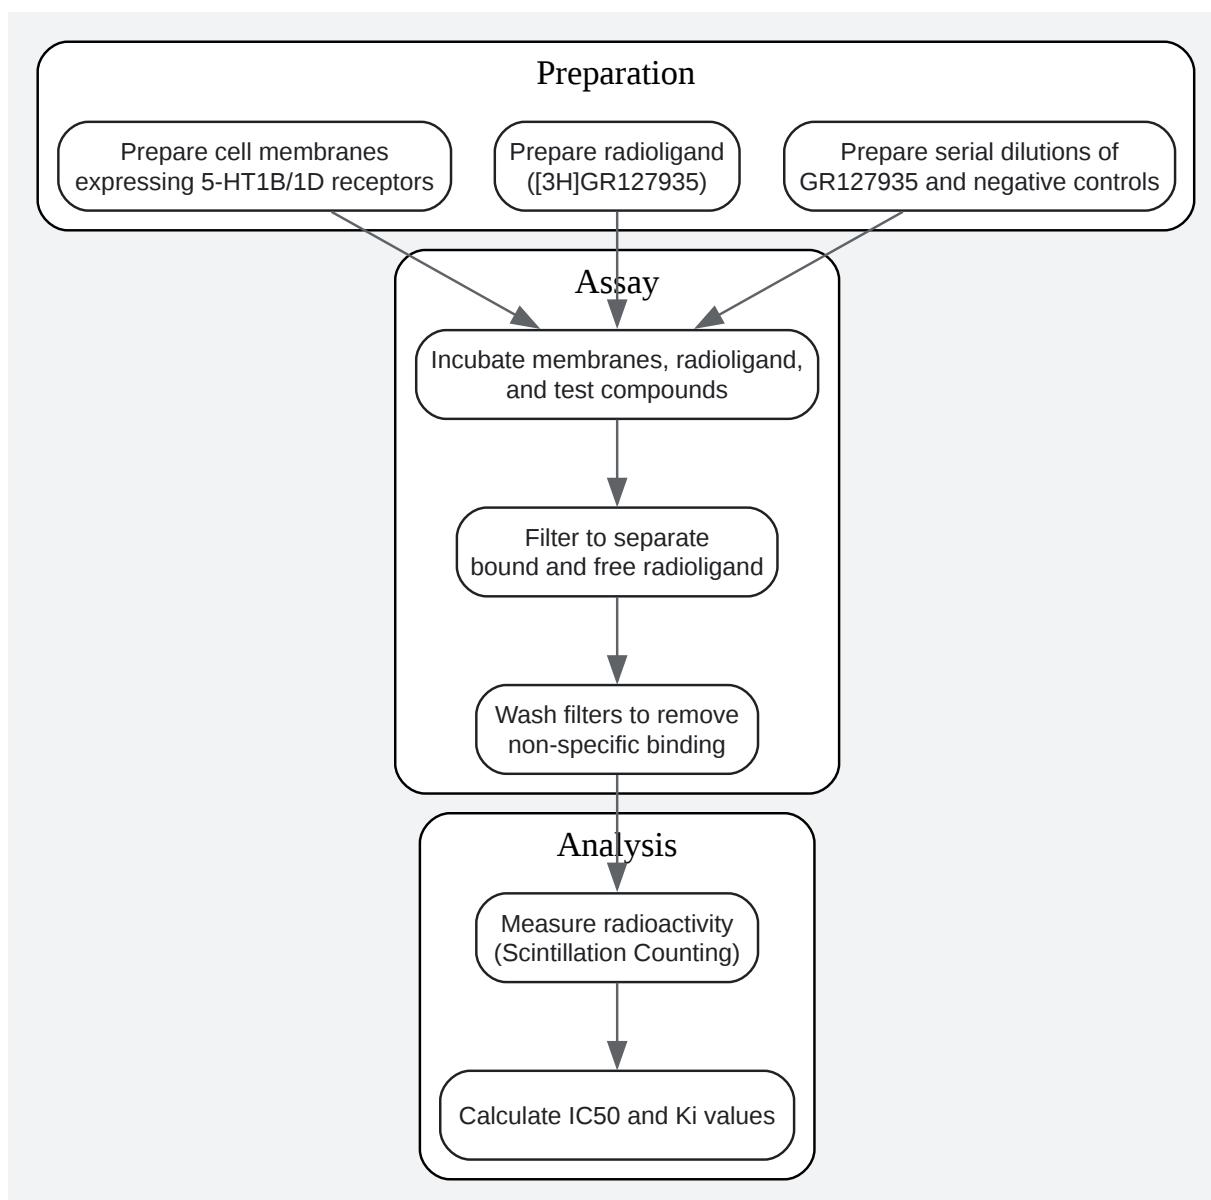 Preparation
Prepare cell membranes
expressing 5-HT1B/1D receptors
Prepare radioligand
([3H]GR127935)
Prepare serial dilutions of
GR127935 and negative controls
Assay
Incubate membranes, radioligand,
and test compounds
Filter to separate
bound and free radioligand
Wash filters to remove
non-specific binding
Analysis
Measure radioactivity
(Scintillation Counting)
Calculate IC50 and Ki values